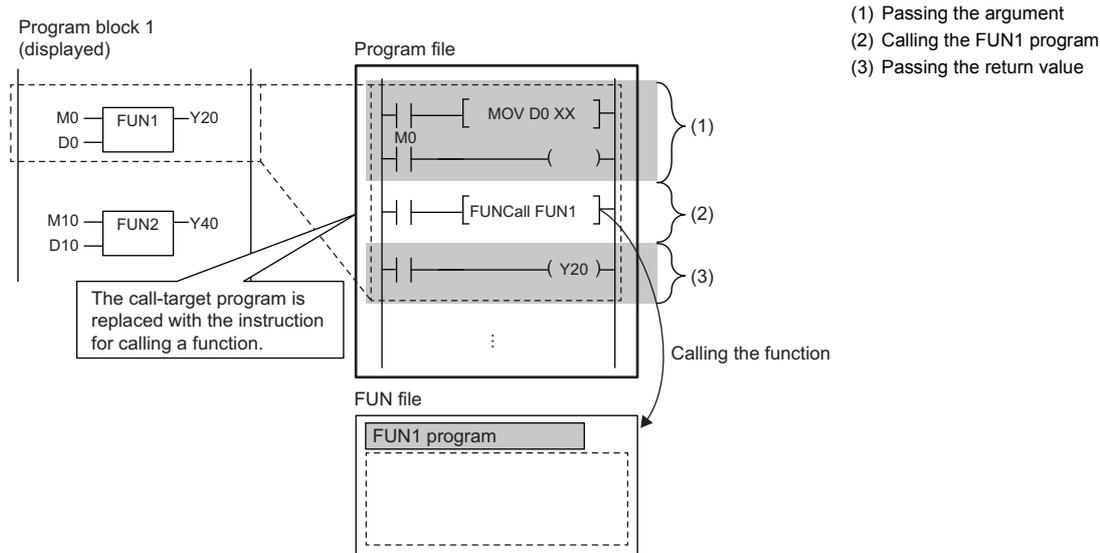 Program block 1
(displayed)
M0
D0
FUN1
Y20
M10
D10
FUN2
Y40
The call-target program is
replaced with the instruction
for calling a function.
Program file
MOV D0 XX
M0
(1)
FUNCall FUN1
(2)
Y20
(3)
⋮
Calling the function
FUN file
FUN1 program
(1) Passing the argument
(2) Calling the FUN1 program
(3) Passing the return value